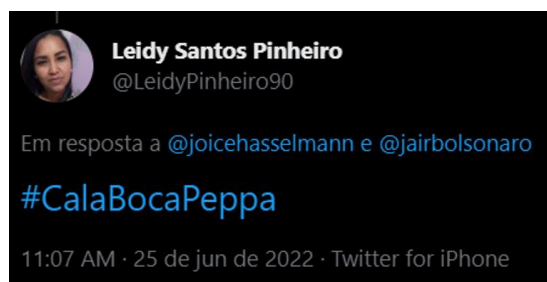 Leidy Santos Pinheiro
@LeidyPinheiro90
Em resposta a @joicehasselmann e @jairbolsonaro
#CalaBocaPeppa
11:07 AM · 25 de jun de 2022 · Twitter for iPhone